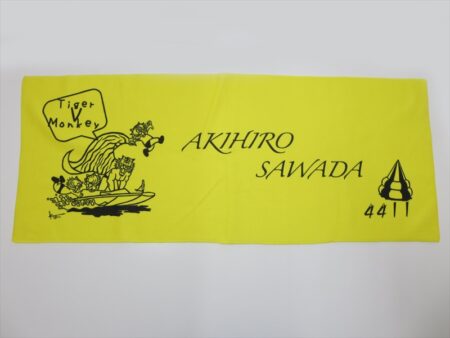 Tiger
V
Monkey
AKIHIRO
SAWADA
4411